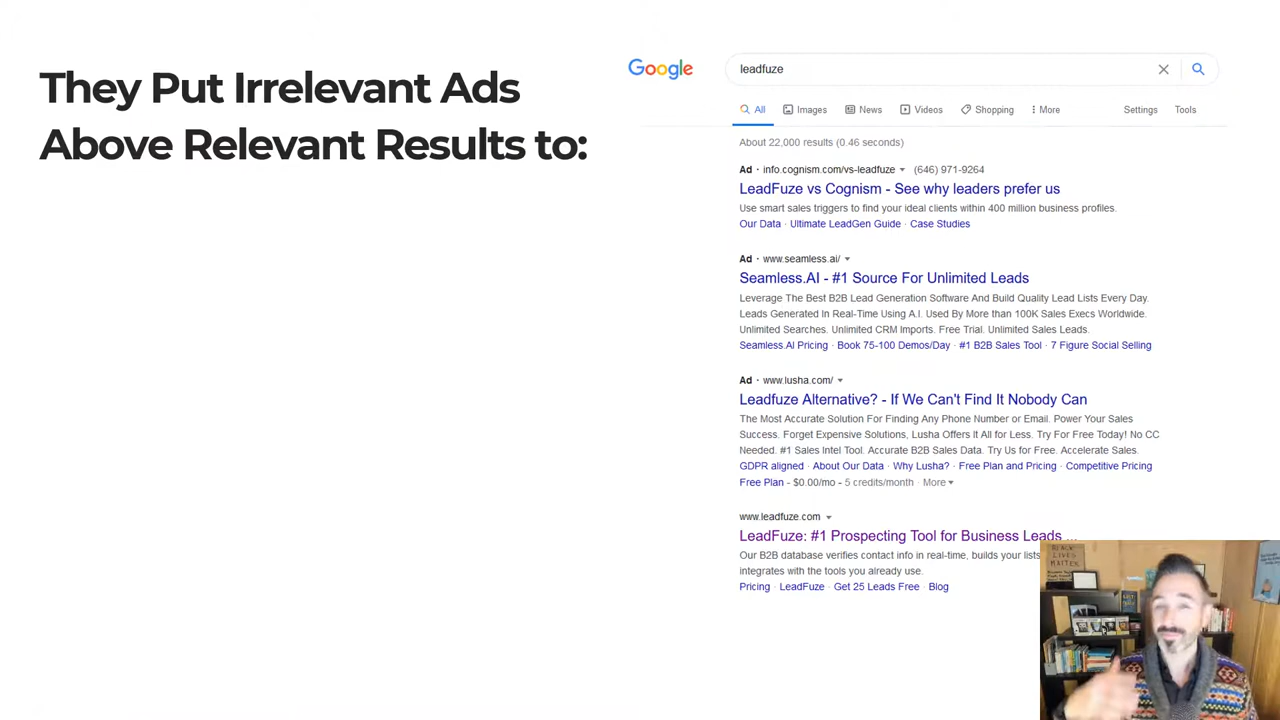 They Put Irrelevant Ads
Above Relevant Results to:
Google
leadfuze
All Images News Videos Shopping More Settings Tools
About 22,000 results (0.46 seconds)
Ad · info.cognism.com/vs-leadfuze (646) 971-9264
LeadFuze vs Cognism - See why leaders prefer us
Use smart sales triggers to find your ideal clients within 400 million business profiles.
Our Data · Ultimate LeadGen Guide · Case Studies
Ad · www.seamless.ai/
Seamless.AI - #1 Source For Unlimited Leads
Leverage The Best B2B Lead Generation Software And Build Quality Lead Lists Every Day.
Leads Generated In Real-Time Using A.I. Used By More than 100K Sales Execs Worldwide.
Unlimited Searches. Unlimited CRM Imports. Free Trial. Unlimited Sales Leads.
Seamless.AI Pricing · Book 75-100 Demos/Day · #1 B2B Sales Tool · 7 Figure Social Selling
Ad · www.lusha.com/
Leadfuze Alternative? - If We Can't Find It Nobody Can
The Most Accurate Solution For Finding Any Phone Number or Email. Power Your Sales
Success. Forget Expensive Solutions, Lusha Offers It All for Less. Try For Free Today! No CC
Needed. #1 Sales Intel Tool. Accurate B2B Sales Data. Try Us for Free. Accelerate Sales.
GDPR aligned · About Our Data · Why Lusha? · Free Plan and Pricing · Competitive Pricing
Free Plan - $0.00/mo - 5 credits/month · More
www.leadfuze.com
LeadFuze: #1 Prospecting Tool for Business Leads ...
Our B2B database verifies contact info in real-time, builds your lists
integrates with the tools you already use.
Pricing · LeadFuze · Get 25 Leads Free · Blog
BLACK
LIVES
MATTER